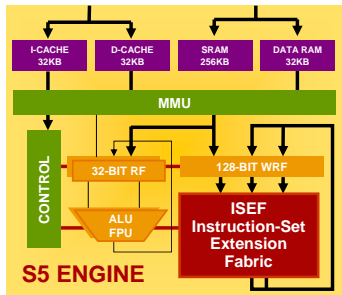 I-CACHE
32KB
D-CACHE
32KB
SRAM
256KB
DATA RAM
32KB
MMU
CONTROL
32-BIT RF
128-BIT WRF
ALU
FPU
ISEF
Instruction-Set
Extension
Fabric
S5 ENGINE